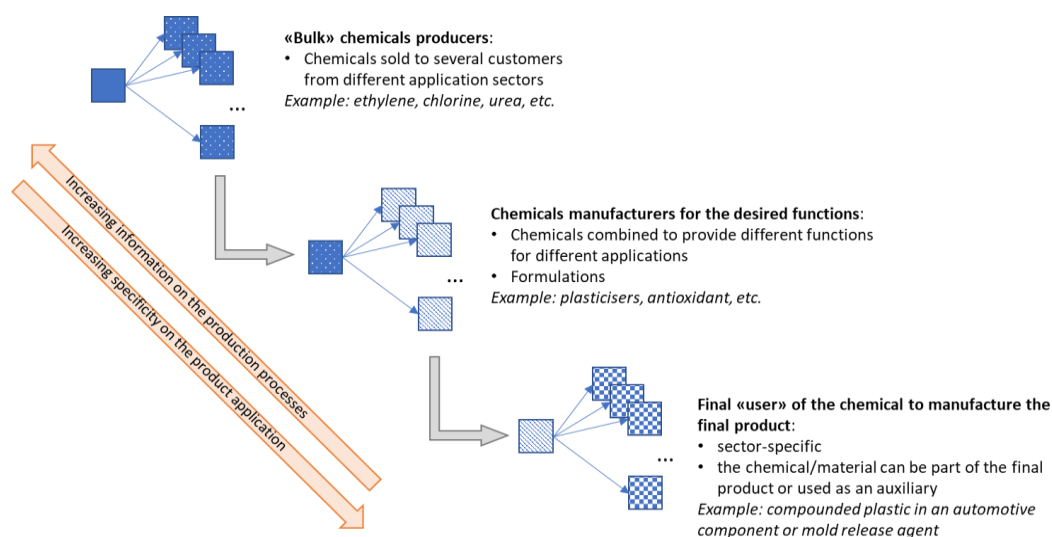 «Bulk» chemicals producers:
• Chemicals sold to several customers
from different application sectors
Example: ethylene, chlorine, urea, etc.
...
Increasing information on the production processes
Increasing specificity on the product application
Chemicals manufacturers for the desired functions:
• Chemicals combined to provide different functions
for different applications
• Formulations
Example: plasticisers, antioxidant, etc.
...
Final «user» of the chemical to manufacture the
final product:
• sector-specific
• the chemical/material can be part of the final
product or used as an auxiliary
Example: compounded plastic in an automotive
component or mold release agent
...